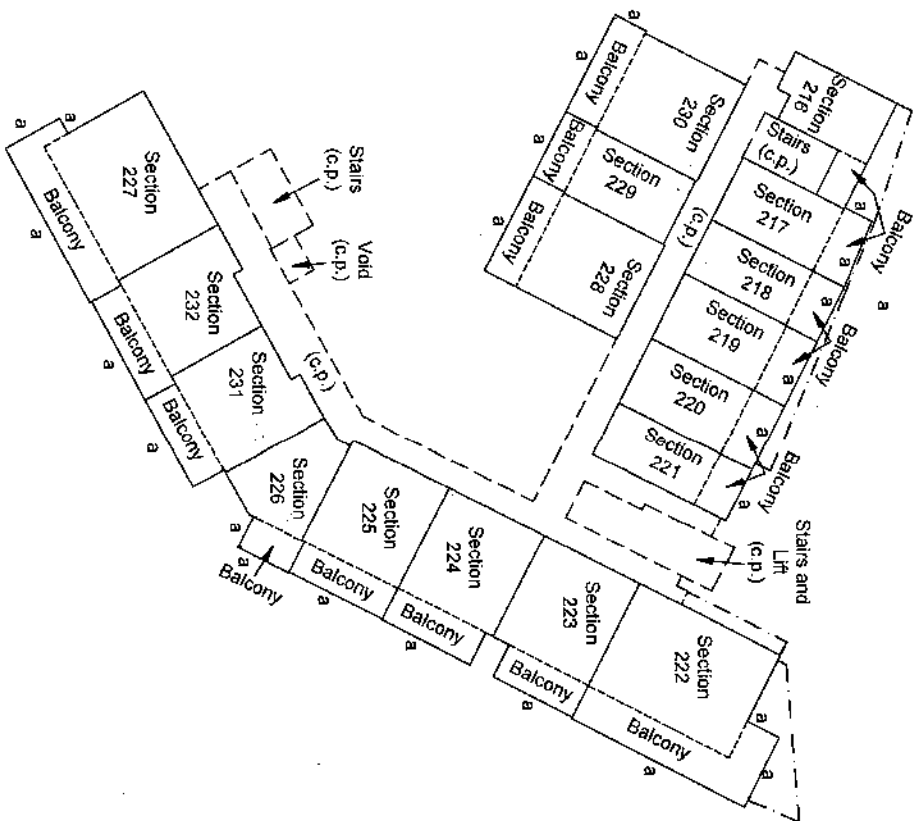 Section
216
Stairs
(c.p.)
Section
217
Section
218
Section
219
Section
220
Section
221
Balcony
Balcony
Balcony
a
a
a
a
a
a
a
Stairs and
Lift
(c.p.)
(c.p.)
Section
230
Section
229
Section
228
Balcony
Balcony
Balcony
a
a
a
a
Stairs
(c.p.)
Void
(c.p.)
(c.p.)
Section
227
Section
232
Section
231
Section
226
Section
225
Section
224
Section
223
Section
222
Balcony
Balcony
Balcony
Balcony
Balcony
Balcony
Balcony
Balcony
a
a
a
a
a
a
a
a
a
a
a
a
a